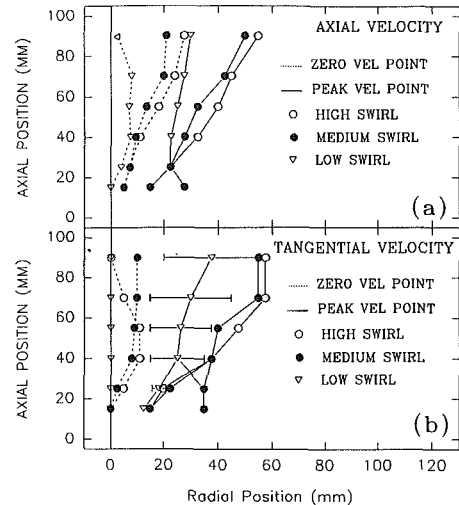 100
80
60
40
20
0
AXIAL POSITION (MM)
AXIAL VELOCITY
ZERO VEL POINT
PEAK VEL POINT
HIGH SWIRL
MEDIUM SWIRL
LOW SWIRL
(a)
100
80
60
40
20
0
AXIAL POSITION (MM)
TANGENTIAL VELOCITY
ZERO VEL POINT
PEAK VEL POINT
HIGH SWIRL
MEDIUM SWIRL
LOW SWIRL
(b)
0 20 40 60 80 100 120
Radial Position (mm)